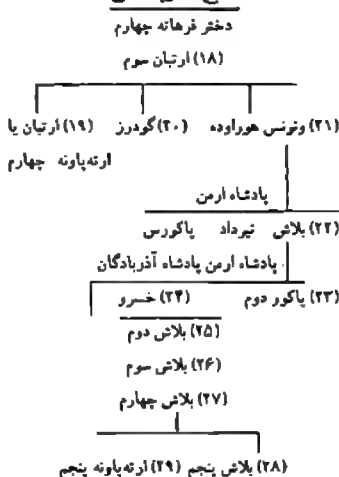 دختر فرهاته چهارم
(۱۸) ارتبان سوم
(۲۱) ونونس هوراوده (۲۰) گودرز (۱۹) ارتبان یا
ارته‌پاونه چهارم
پادشاه ارمن
(۲۲) بلاش تیرداد پاکورس
پادشاه ارمن پادشاه آذربادگان
(۲۳) پاکور دوم (۲۴) خسرو
(۲۵) بلاش دوم
(۲۶) بلاش سوم
(۲۷) بلاش چهارم
(۲۸) بلاش پنجم (۲۹) ارته‌پاونه پنجم